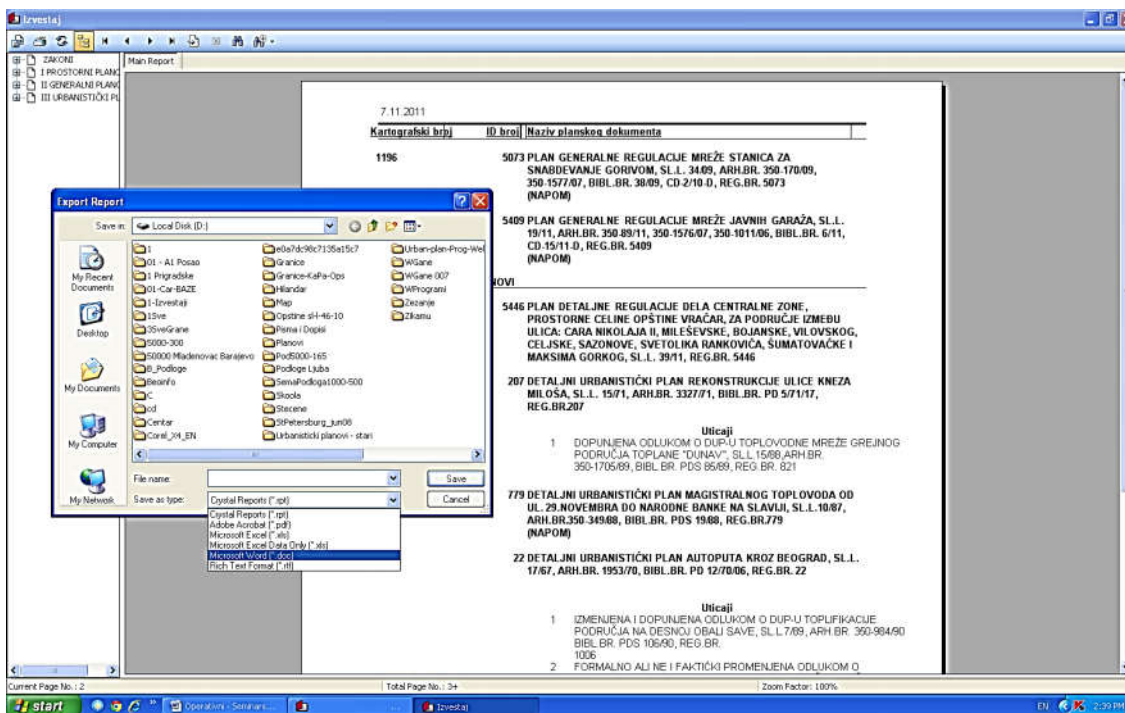 Izvestaj
ZAKONI
I PROSTORNI PLANO
II GENERALNI PLANO
III URBANISTIČKI PL
Main Report
7.11.2011
Kartografski broj ID broj Naziv planskog dokumenta
1196 5073 PLAN GENERALNE REGULACIJE MREŽE STANICA ZA
SNABDEVANJE GORIVOM, SL.L. 34/09, ARH.BR. 350-170/09,
350-1577/07, BIBL.BR. 38/09, CD-2/10-D, REG.BR. 5073
(NAPOM)
5409 PLAN GENERALNE REGULACIJE MREŽE JAVNIH GARAŽA, SL.L.
19/11, ARH.BR. 350-89/11, 350-1576/07, 350-1011/06, BIBL.BR. 6/11,
CD-15/11-D, REG.BR. 5409
(NAPOM)
NOVI
5446 PLAN DETALJNE REGULACIJE DELA CENTRALNE ZONE,
PROSTORNE CELINE OPŠTINE VRAČAR, ZA PODRUČJE IZMEĐU
ULICA: CARA NIKOLAJA II, MILEŠEVSKE, BOJANSKE, VILOVSKOG,
CELJSKE, SAZONOVE, SVETOLIKA RANKOVIĆA, ŠUMATOVAČKE I
MAKSIMA GORKOG, SL.L. 39/11, REG.BR. 5446
207 DETALJNI URBANISTIČKI PLAN REKONSTRUKCIJE ULICE KNEZA
MILOŠA, SL.L. 15/71, ARH.BR. 3327/71, BIBL.BR. PD 5/71/17,
REG.BR.207
Uticaji
1 DOPUNJENA ODLUKOM O DUP-U TOPLOVODNE MREŽE GREJNOG
PODRUČJA TOPLANE "DUNAV", SL.L.15/88,ARH.BR.
350-1705/89, BIBL.BR. PDS 85/89, REG.BR. 821
779 DETALJNI URBANISTIČKI PLAN MAGISTRALNOG TOPLOVODA OD
UL. 29.NOVEMBRA DO NARODNE BANKE NA SLAVIJI, SL.L.10/87,
ARH.BR.350-349/88, BIBL.BR. PDS 19/88, REG.BR.779
(NAPOM)
22 DETALJNI URBANISTIČKI PLAN AUTOPUTA KROZ BEOGRAD, SL.L.
17/67, ARH.BR. 1953/70, BIBL.BR. PD 12/70/06, REG.BR. 22
Uticaji
1 IZMENJENA I DOPUNJENA ODLUKOM O DUP-U TOPLIFIKACIJE
PODRUČJA NA DESNOJ OBALI SAVE, SL.L.7/89, ARH.BR. 350-984/90
BIBL.BR. PDS 106/90, REG.BR.
1006
2 FORMALNO ALI NE I FAKTIČKI PROMENJENA ODLUKOM O
Export Report
Save in: Local Disk (D:)
My Recent Documents
Desktop
My Documents
My Computer
My Network
1
01 - A1 Posao
1 Prigradske
01-Car-BAZE
1-Izvestaji
1Sve
3SveGrane
5000-300
50000 Mladenovac Barajevo
B_Podloge
Beoinfo
C
cd
Centar
Corel_X4_EN
e0a7dc98c7135a15c7
Granice
Granice-KaPa-Ops
Hilandar
Map
Opstine sH-46-10
Pisma i Dopisi
Planovi
Pod5000-165
Podloge Ljuba
SemaPodloga1000-500
Skoola
Stecene
StPetersburg_jun08
Urbanisticki planovi - stari
Urban-plan-Prog-Wel
WGane
WGane 007
WProgrami
Zezanje
Zikamu
File name: Save
Save as type: Crystal Reports (*.rpt) Cancel
Crystal Reports (*.rpt)
Adobe Acrobat (*.pdf)
Microsoft Excel (*.xls)
Microsoft Excel Data Only (*.xls)
Microsoft Word (*.doc)
Rich Text Format (*.rtf)
Current Page No.: 2 Total Page No.: 3+ Zoom Factor: 100%
start Operativni - Seminars... ... Izvestaj EN 2:39 PM